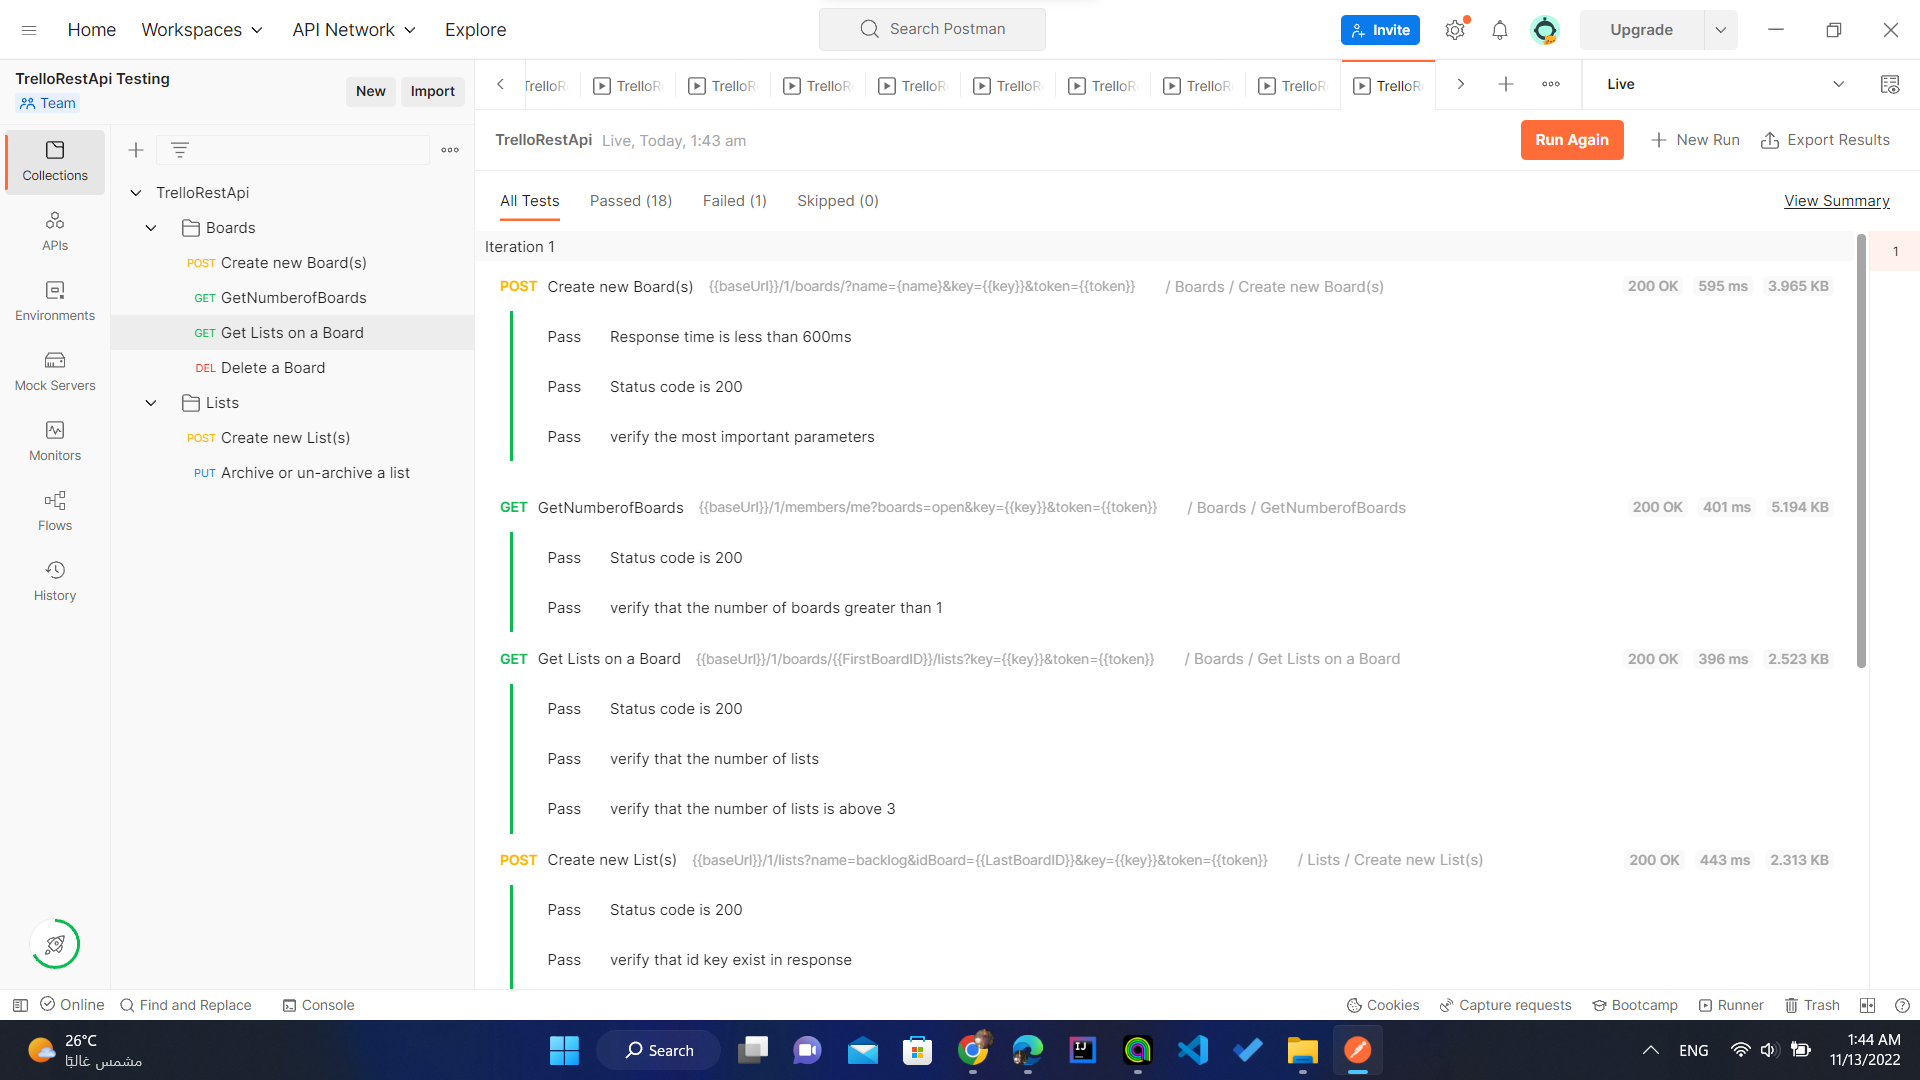 Home
Workspaces
API Network
Explore
Search Postman
Invite
Upgrade
TrelloRestApi Testing
Team
New
Import
TrelloRe
TrelloRe
TrelloRe
TrelloRe
TrelloRe
TrelloRe
TrelloRe
TrelloRe
TrelloRe
TrelloRe
Live
Collections
APIs
Environments
Mock Servers
Monitors
Flows
History
TrelloRestApi
Boards
POST Create new Board(s)
GET GetNumberofBoards
GET Get Lists on a Board
DEL Delete a Board
Lists
POST Create new List(s)
PUT Archive or un-archive a list
TrelloRestApi Live, Today, 1:43 am
Run Again
New Run
Export Results
All Tests
Passed (18)
Failed (1)
Skipped (0)
View Summary
Iteration 1
1
POST Create new Board(s) {{baseUrl}}/1/boards/?name={name}&key={{key}}&token={{token}} / Boards / Create new Board(s) 200 OK 595 ms 3.965 KB
Pass Response time is less than 600ms
Pass Status code is 200
Pass verify the most important parameters
GET GetNumberofBoards {{baseUrl}}/1/members/me?boards=open&key={{key}}&token={{token}} / Boards / GetNumberofBoards 200 OK 401 ms 5.194 KB
Pass Status code is 200
Pass verify that the number of boards greater than 1
GET Get Lists on a Board {{baseUrl}}/1/boards/{{FirstBoardID}}/lists?key={{key}}&token={{token}} / Boards / Get Lists on a Board 200 OK 396 ms 2.523 KB
Pass Status code is 200
Pass verify that the number of lists
Pass verify that the number of lists is above 3
POST Create new List(s) {{baseUrl}}/1/lists?name=backlog&idBoard={{LastBoardID}}&key={{key}}&token={{token}} / Lists / Create new List(s) 200 OK 443 ms 2.313 KB
Pass Status code is 200
Pass verify that id key exist in response
Online
Find and Replace
Console
Cookies
Capture requests
Bootcamp
Runner
Trash
26°C
مشمس غالبًا
Search
ENG
1:44 AM
11/13/2022